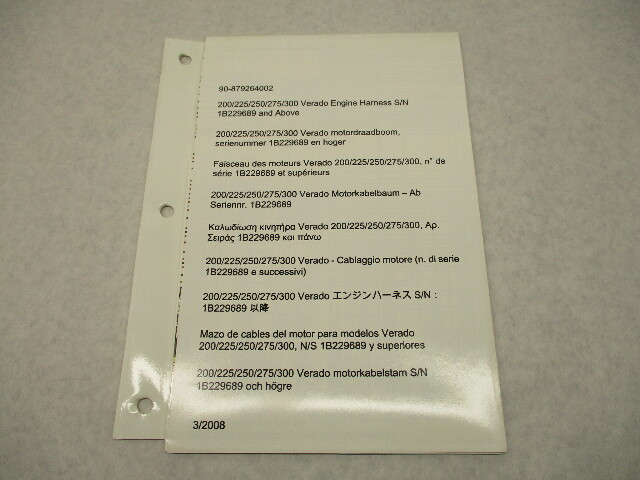 90-879264002
200/225/250/275/300 Verado Engine Harness S/N
1B229689 and Above
200/225/250/275/300 Verado motordraadboom,
serienummer 1B229689 en hoger
Faisceau des moteurs Verado 200/225/250/275/300, n° de
série 1B229689 et supérieurs
200/225/250/275/300 Verado Motorkabelbaum – Ab
Seriennr. 1B229689
Καλωδίωση κινητήρα Verado 200/225/250/275/300, Αρ.
Σειράς 1B229689 και πάνω
200/225/250/275/300 Verado - Cablaggio motore (n. di serie
1B229689 e successivi)
200/225/250/275/300 Verado エンジンハーネス S/N :
1B229689 以降
Mazo de cables del motor para modelos Verado
200/225/250/275/300, N/S 1B229689 y superiores
200/225/250/275/300 Verado motorkabelstam S/N
1B229689 och högre
3/2008